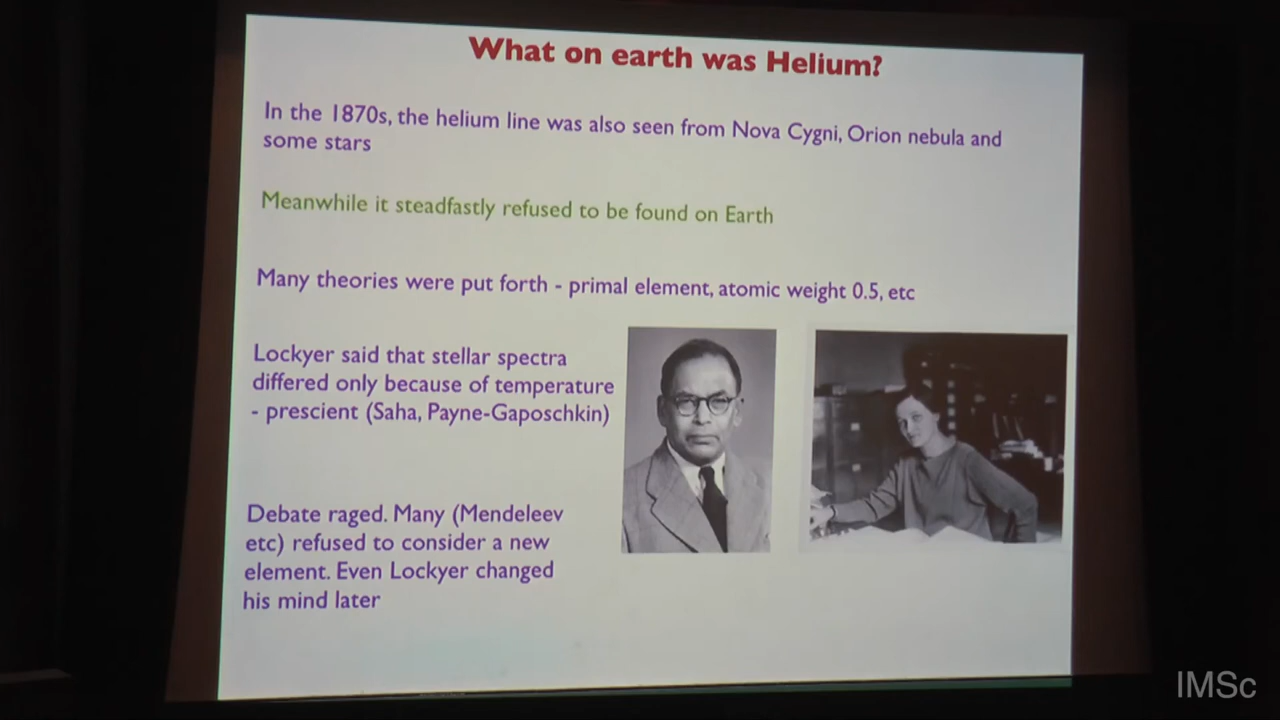 What on earth was Helium?
In the 1870s, the helium line was also seen from Nova Cygni, Orion nebula and
some stars
Meanwhile it steadfastly refused to be found on Earth
Many theories were put forth - primal element, atomic weight 0.5, etc
Lockyer said that stellar spectra
differed only because of temperature
- prescient (Saha, Payne-Gaposchkin)
Debate raged. Many (Mendeleev
etc) refused to consider a new
element. Even Lockyer changed
his mind later
IMSc